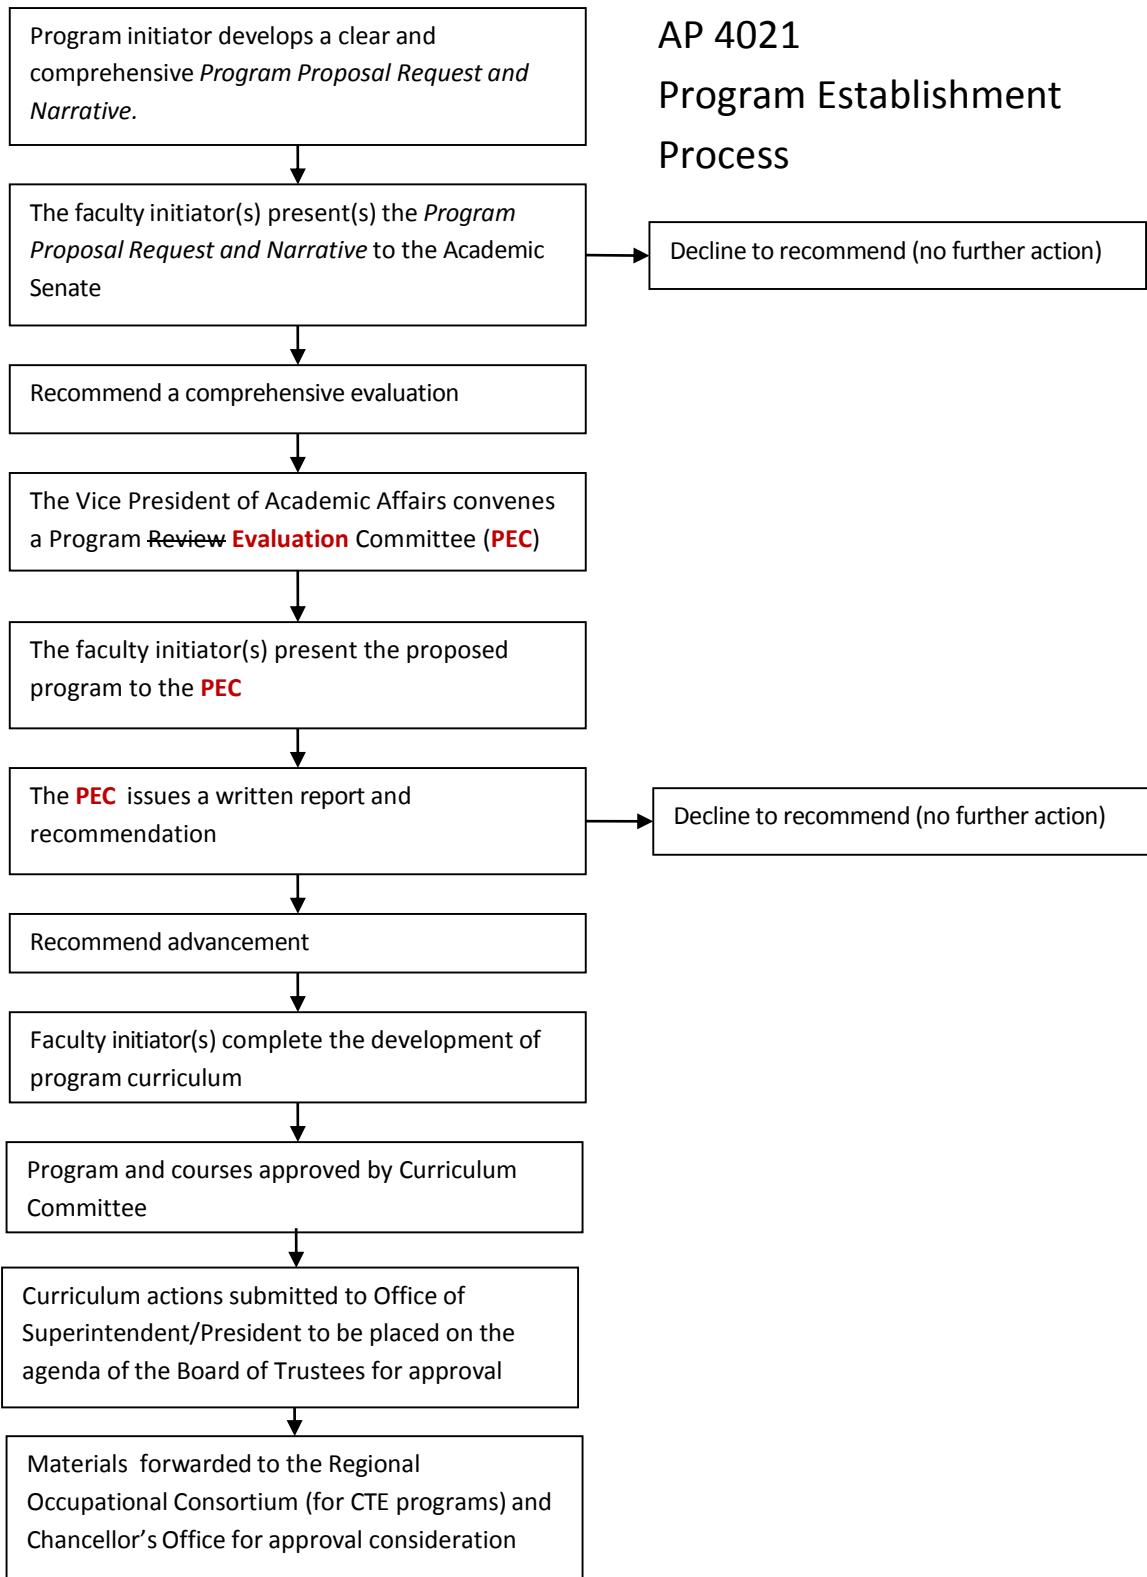 Program initiator develops a clear and
comprehensive Program Proposal Request and
Narrative.
AP 4021
Program Establishment
Process
The faculty initiator(s) present(s) the Program
Proposal Request and Narrative to the Academic
Senate
Decline to recommend (no further action)
Recommend a comprehensive evaluation
The Vice President of Academic Affairs convenes
a Program Review Evaluation Committee (PEC)
The faculty initiator(s) present the proposed
program to the PEC
The PEC issues a written report and
recommendation
Decline to recommend (no further action)
Recommend advancement
Faculty initiator(s) complete the development of
program curriculum
Program and courses approved by Curriculum
Committee
Curriculum actions submitted to Office of
Superintendent/President to be placed on the
agenda of the Board of Trustees for approval
Materials forwarded to the Regional
Occupational Consortium (for CTE programs) and
Chancellor's Office for approval consideration